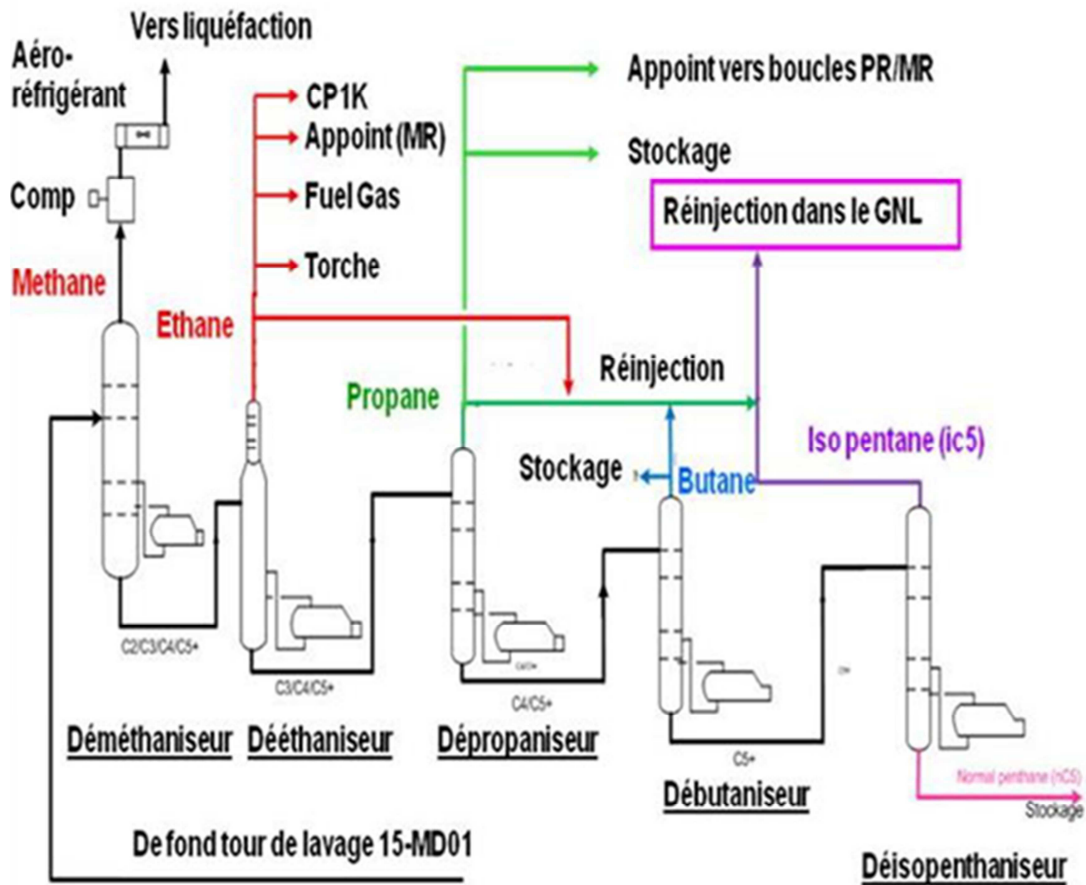 Vers liquéfaction
Aéro-
réfrigérant
Comp
Methane
CP1K
Appoint (MR)
Fuel Gas
Torche
Ethane
Appoint vers boucles PR/MR
Stockage
Réinjection dans le GNL
Réinjection
Propane
Iso pentane (ic5)
Stockage
Butane
C2/C3/C4/C5+
C3/C4/C5+
C4/C5+
C5+
Déméthaniseur
Dééthaniseur
Dépropaniseur
Débutaniseur
Normal penthane (nC5)
Stockage
De fond tour de lavage 15-MD01
Déisopenthaniseur